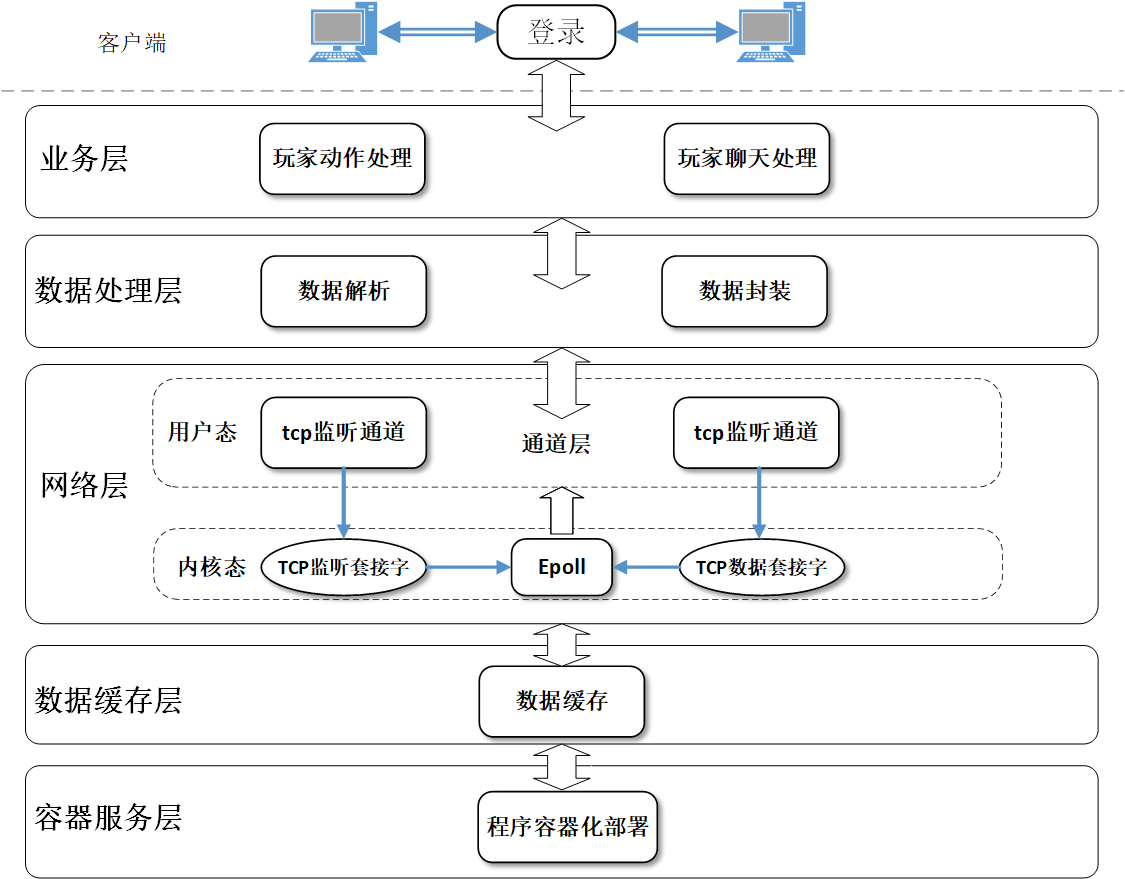 客户端
登录
业务层
玩家动作处理
玩家聊天处理
数据处理层
数据解析
数据封装
网络层
用户态
tcp监听通道
通道层
tcp监听通道
内核态
TCP监听套接字
Epoll
TCP数据套接字
数据缓存层
数据缓存
容器服务层
程序容器化部署